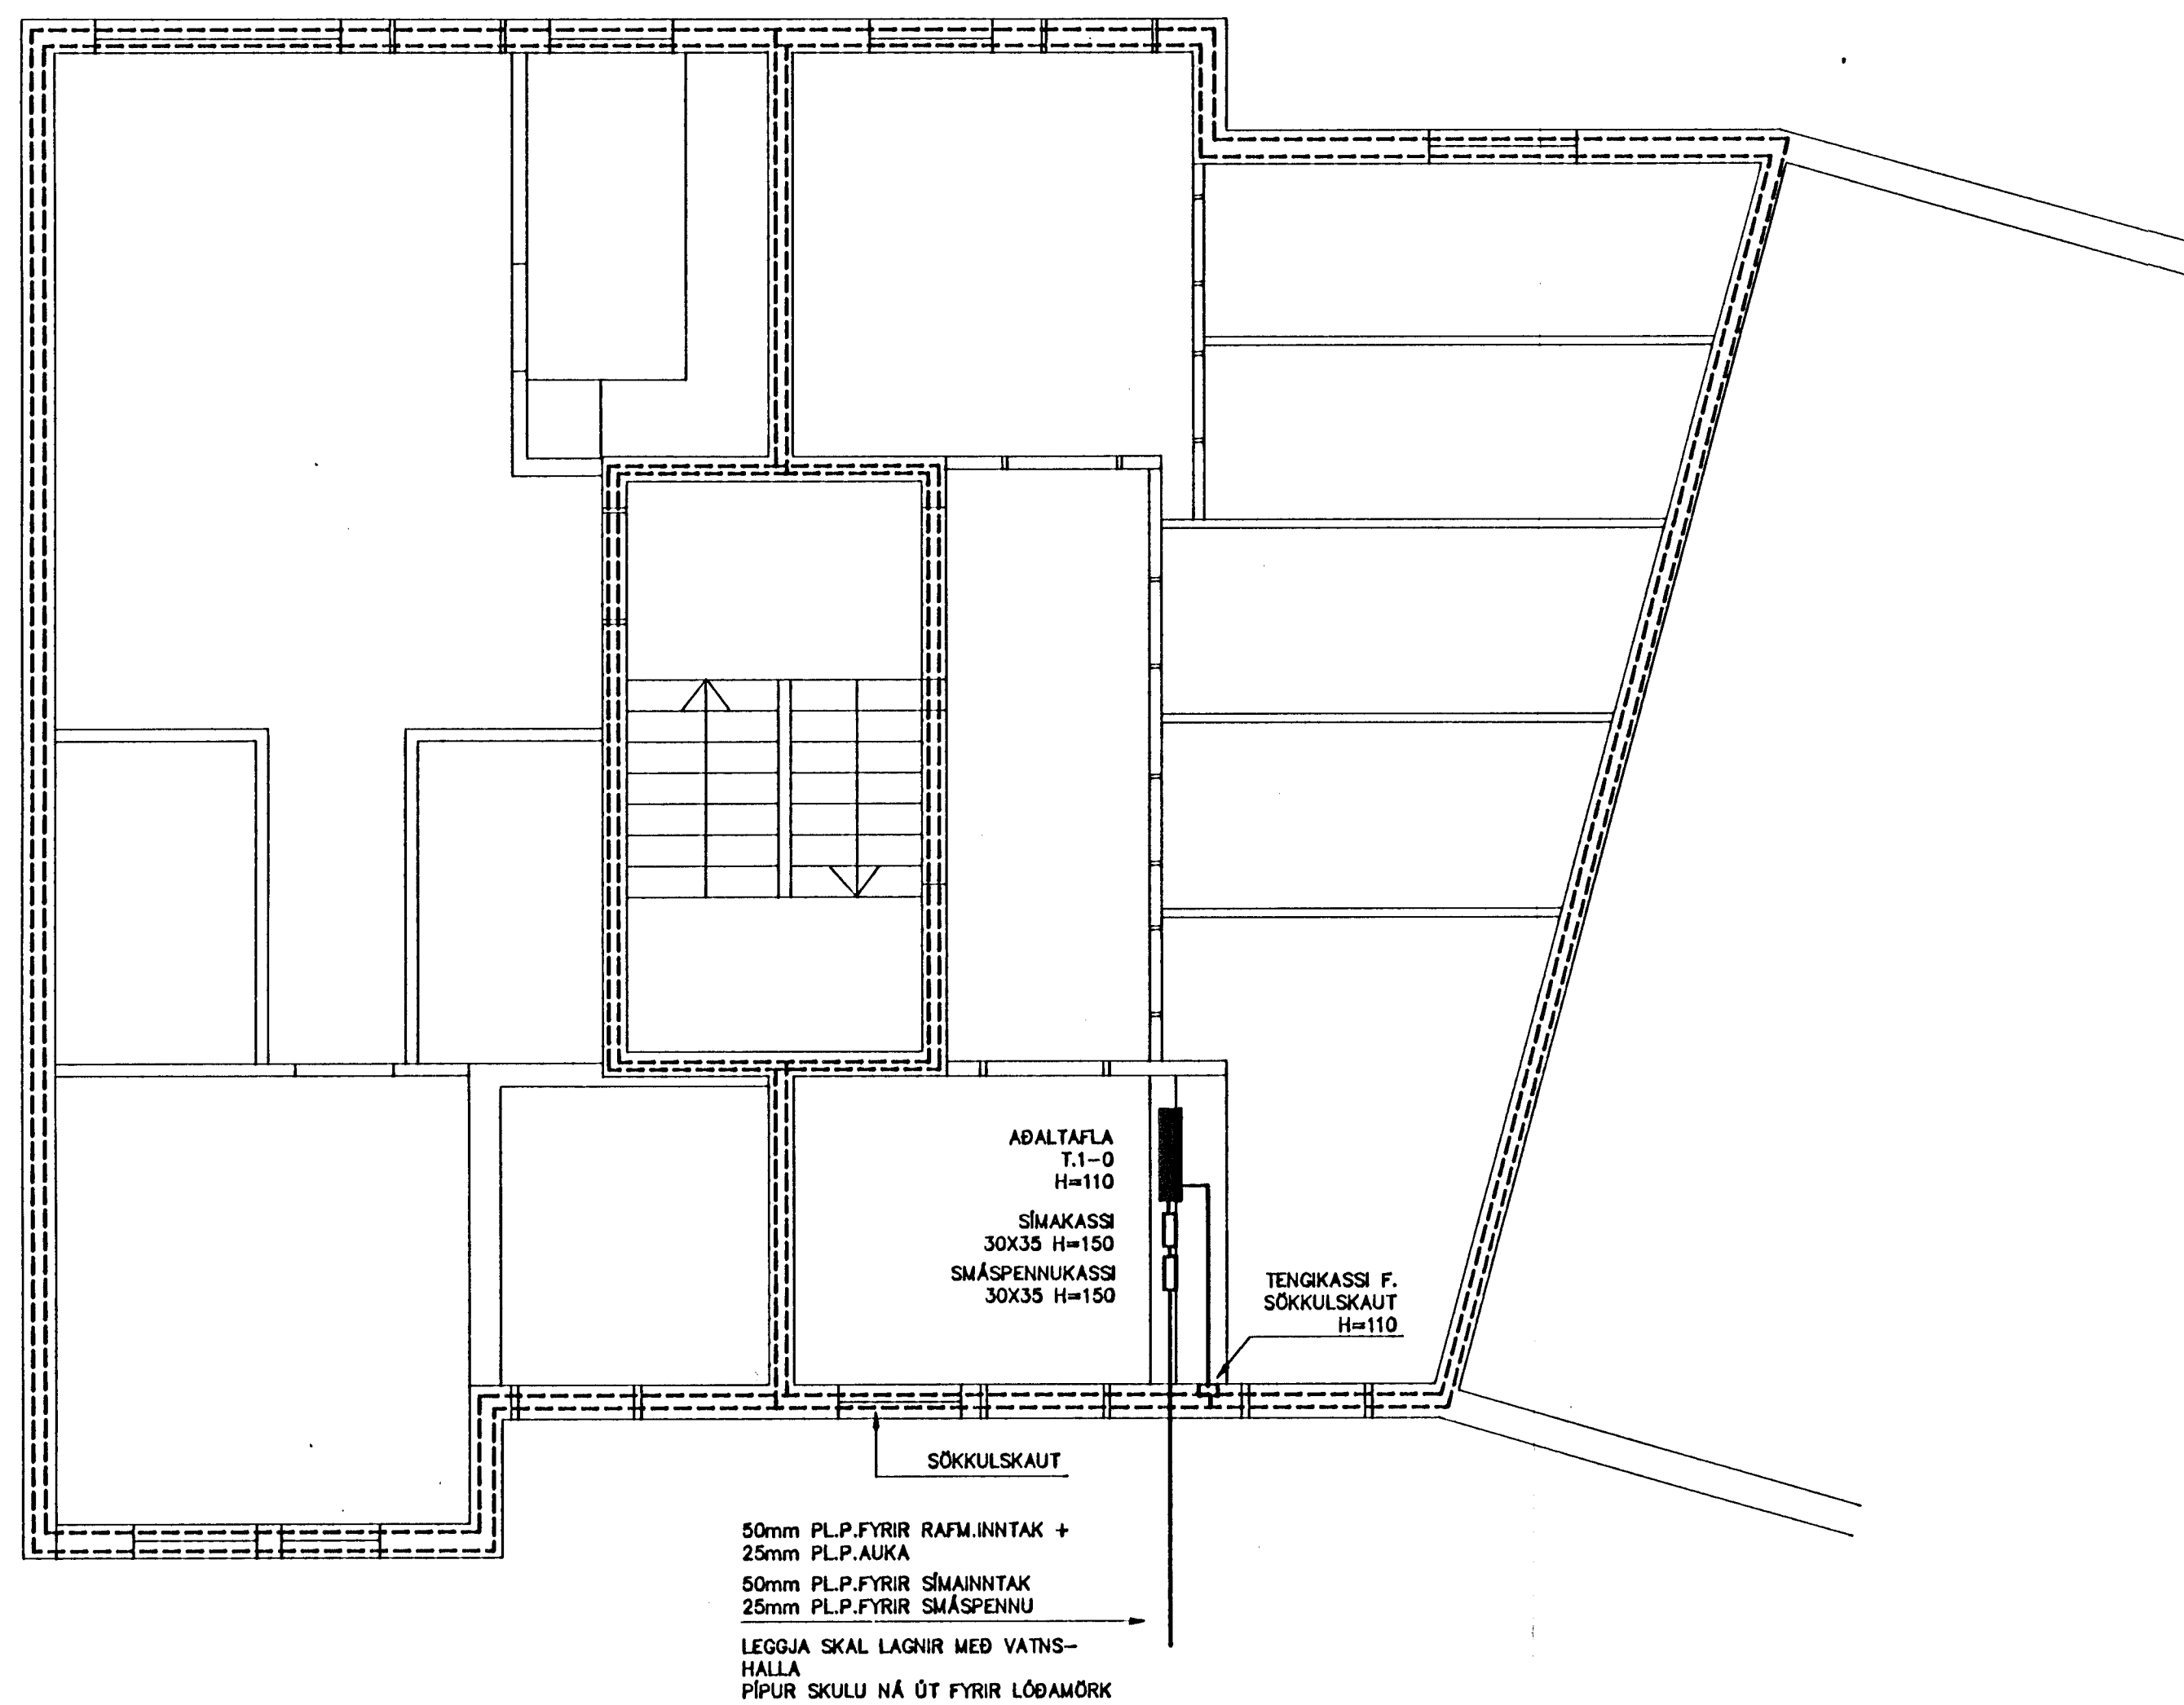 AÐALTAFLA
T.1-0
H=110
SÍMAKASSI
30X35 H=150
SMÁSPENNUKASSI
30X35 H=150
TENGIKASSI F.
SÖKKULSKAUT
H=110
SÖKKULSKAUT
50mm PL.P.FYRIR RAFM.INNTAK +
25mm PL.P.AUKA
50mm PL.P.FYRIR SÍMAINNTAK
25mm PL.P.FYRIR SMÁSPENNU
LEGGJA SKAL LAGNIR MEÐ VATNS-
HALLA
PÍPUR SKULU NÁ ÚT FYRIR LÓÐAMÖRK